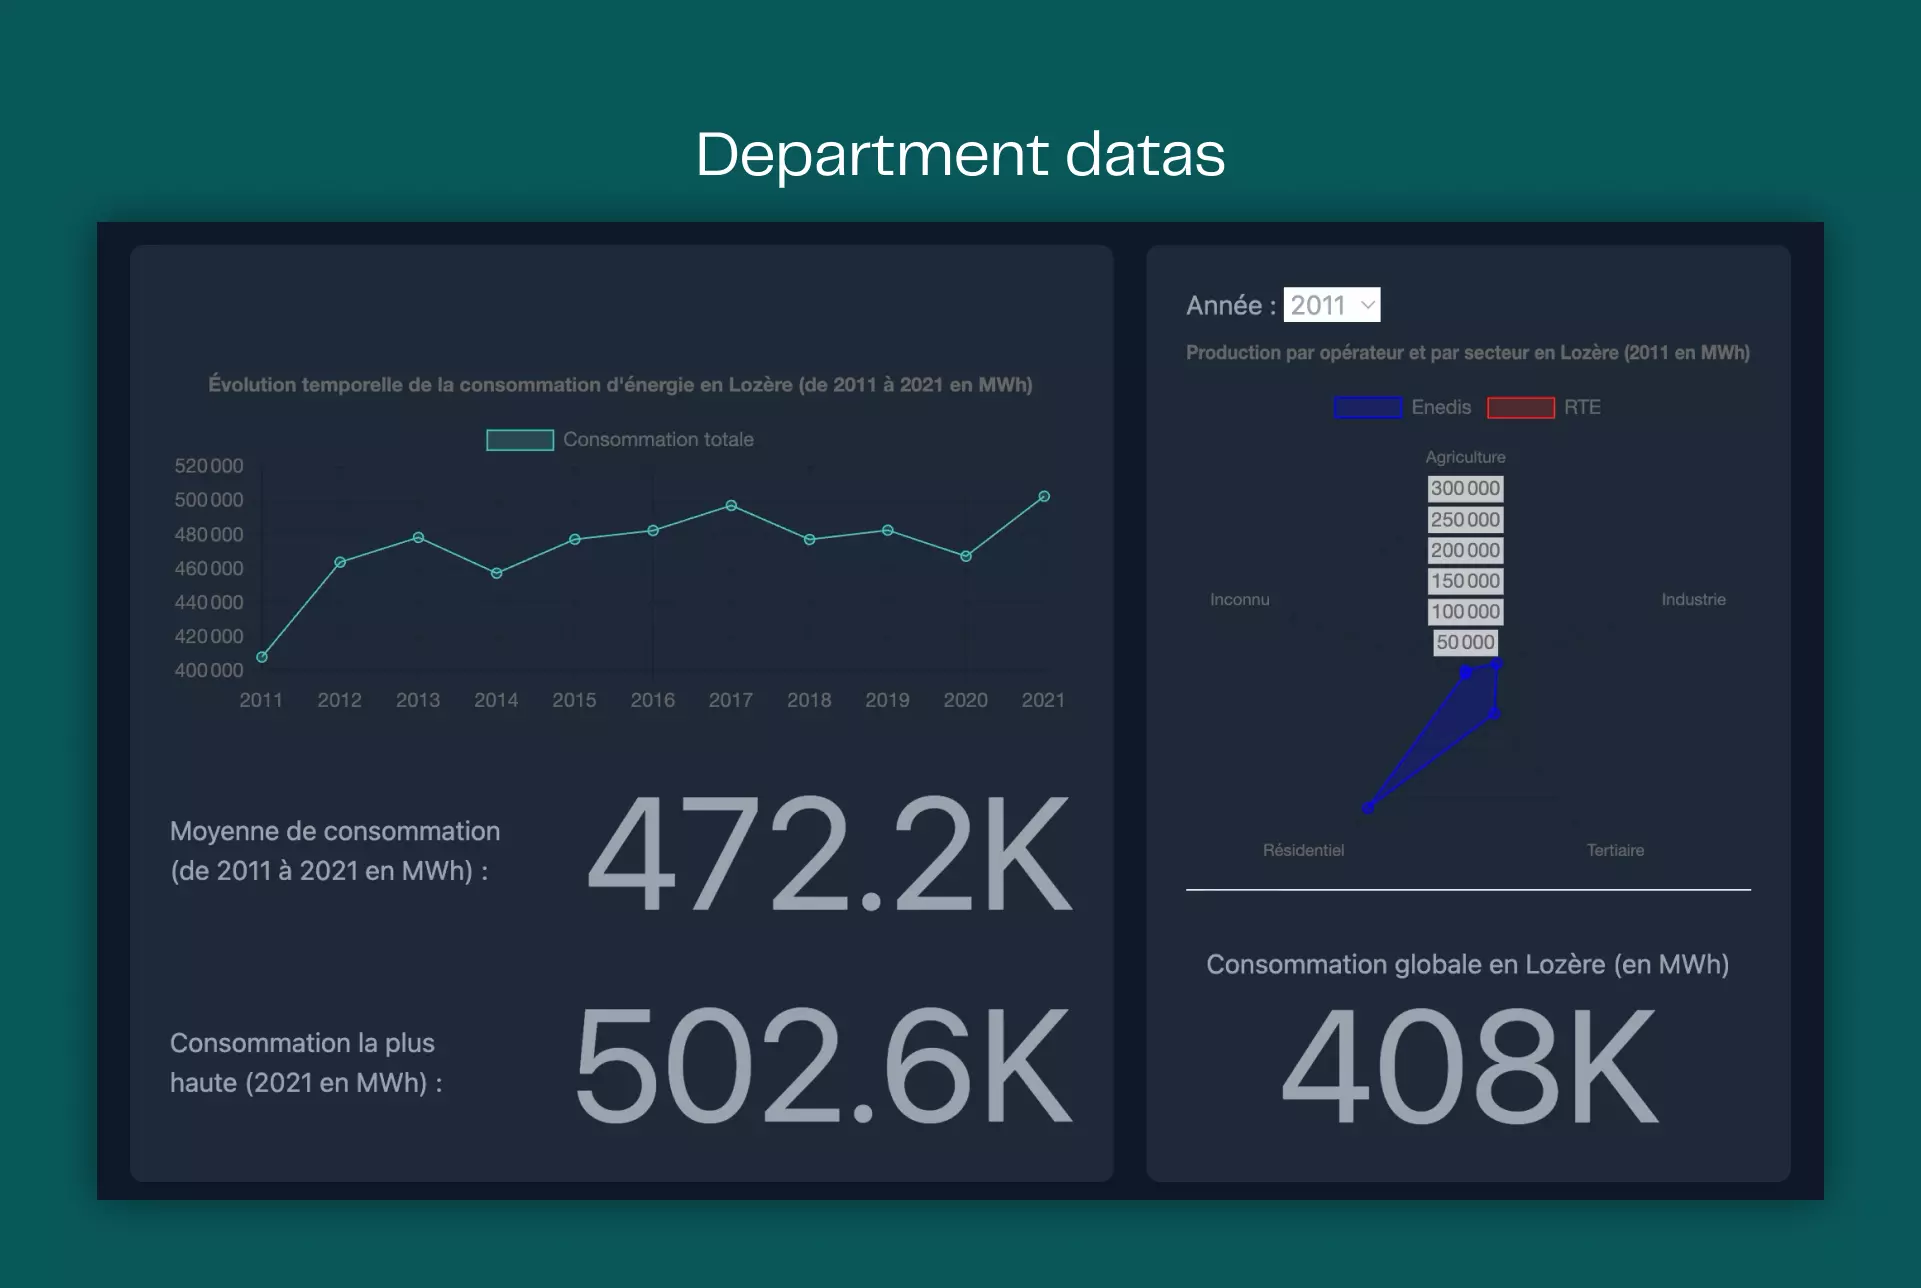 Department datas
Évolution temporelle de la consommation d'énergie en Lozère (de 2011 à 2021 en MWh)
Consommation totale
520 000
500 000
480 000
460 000
440 000
420 000
400 000
2011 2012 2013 2014 2015 2016 2017 2018 2019 2020 2021
Moyenne de consommation
(de 2011 à 2021 en MWh) :
472.2K
Consommation la plus
haute (2021 en MWh) :
502.6K
Année : 2011
Production par opérateur et par secteur en Lozère (2011 en MWh)
Enedis RTE
Agriculture
300 000
250 000
200 000
150 000
100 000
50 000
Inconnu Industrie
Résidentiel Tertiaire
Consommation globale en Lozère (en MWh)
408K